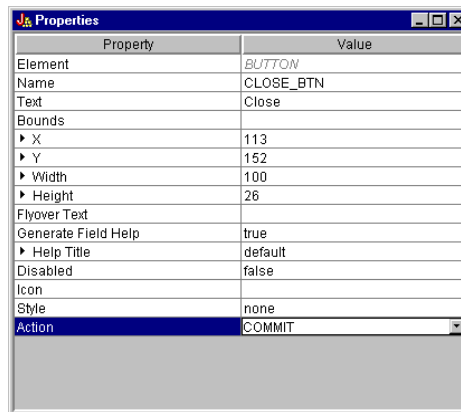 Properties
Property Value
Element BUTTON
Name CLOSE_BTN
Text Close
Bounds
X 113
Y 152
Width 100
Height 26
Flyover Text
Generate Field Help true
Help Title default
Disabled false
Icon
Style none
Action COMMIT